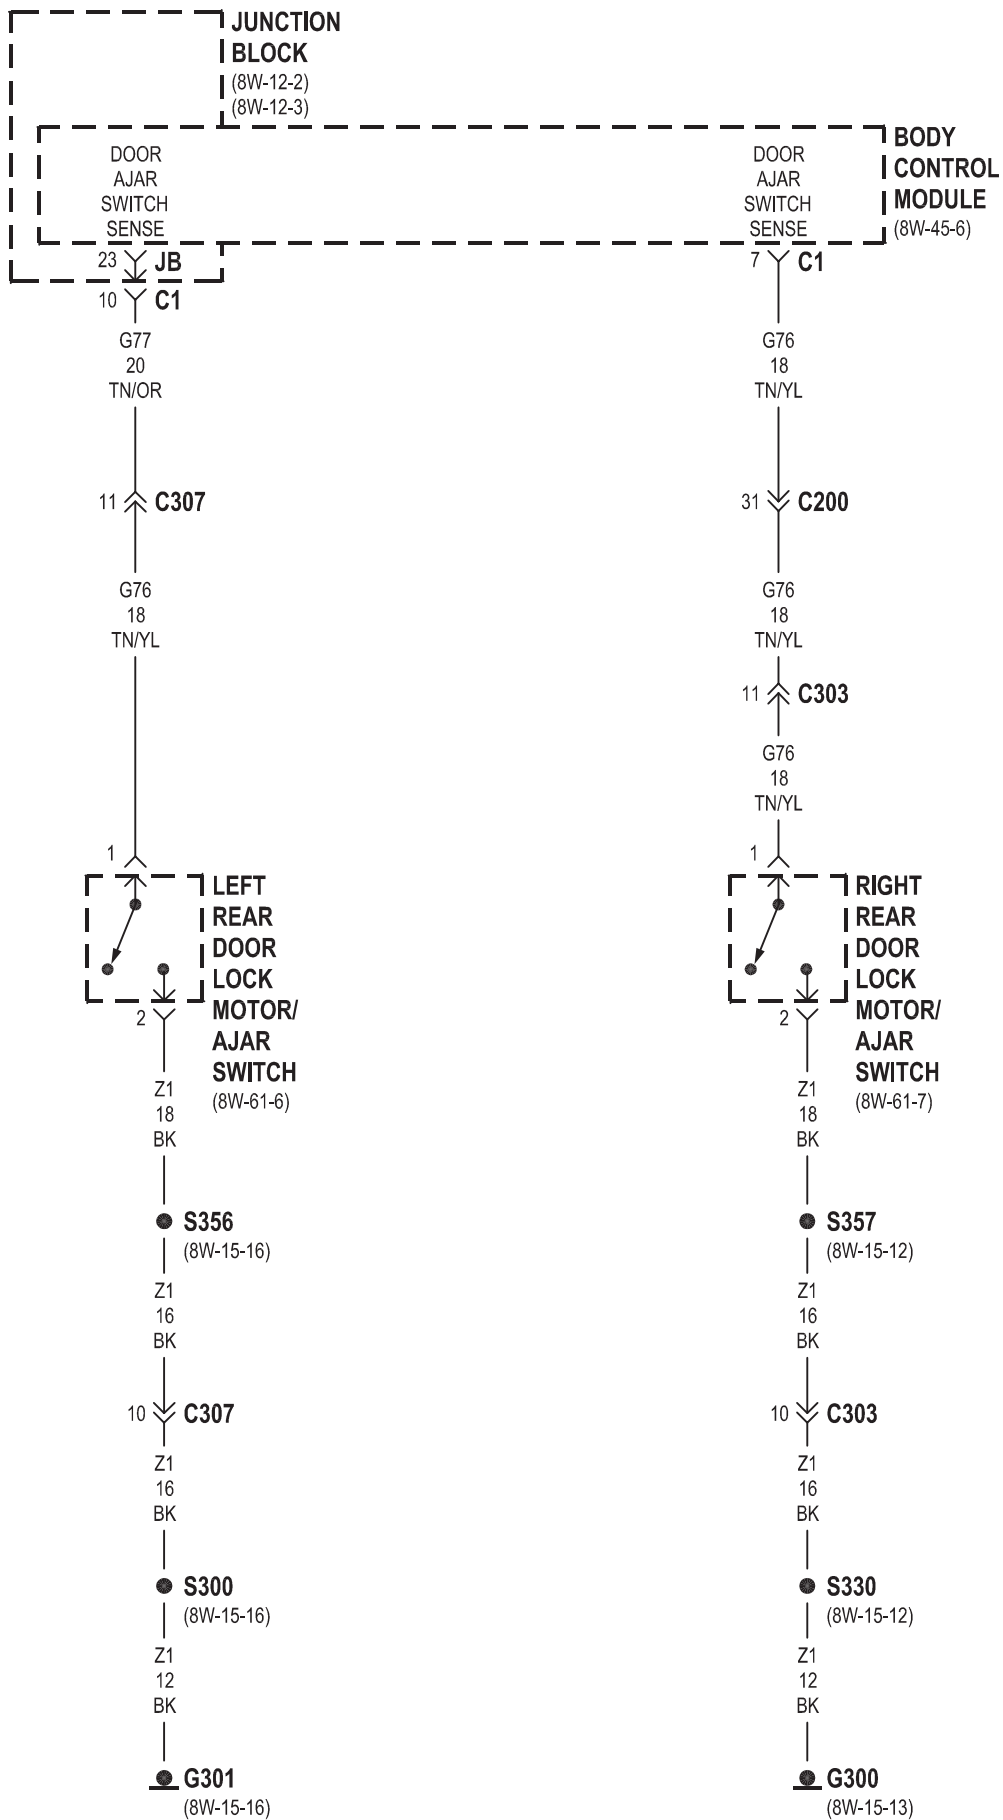 JUNCTION
BLOCK
(8W-12-2)
(8W-12-3)
BODY
CONTROL
MODULE
(8W-45-6)
DOOR
AJAR
SWITCH
SENSE
23
JB
10
C1
G77
20
TN/OR
11
C307
G76
18
TN/YL
1
LEFT
REAR
DOOR
LOCK
MOTOR/
AJAR
SWITCH
(8W-61-6)
2
Z1
18
BK
S356
(8W-15-16)
Z1
16
BK
10
C307
Z1
16
BK
S300
(8W-15-16)
Z1
12
BK
G301
(8W-15-16)
DOOR
AJAR
SWITCH
SENSE
7
C1
G76
18
TN/YL
31
C200
G76
18
TN/YL
11
C303
G76
18
TN/YL
1
RIGHT
REAR
DOOR
LOCK
MOTOR/
AJAR
SWITCH
(8W-61-7)
2
Z1
18
BK
S357
(8W-15-12)
Z1
16
BK
10
C303
Z1
16
BK
S330
(8W-15-12)
Z1
12
BK
G300
(8W-15-13)